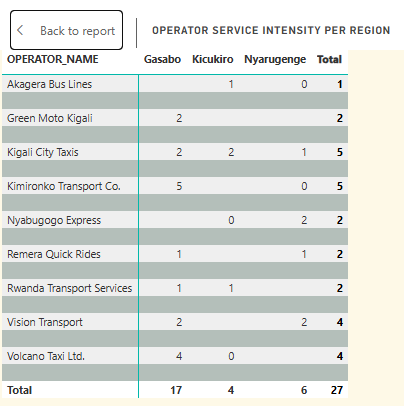 Back to report
OPERATOR SERVICE INTENSITY PER REGION
OPERATOR_NAME Gasabo Kicukiro Nyarugenge Total
Akagera Bus Lines 1 0 1
Green Moto Kigali 2 2
Kigali City Taxis 2 2 1 5
Kimironko Transport Co. 5 0 5
Nyabugogo Express 0 2 2
Remera Quick Rides 1 1 2
Rwanda Transport Services 1 1 2
Vision Transport 2 2 4
Volcano Taxi Ltd. 4 0 4
Total 17 4 6 27